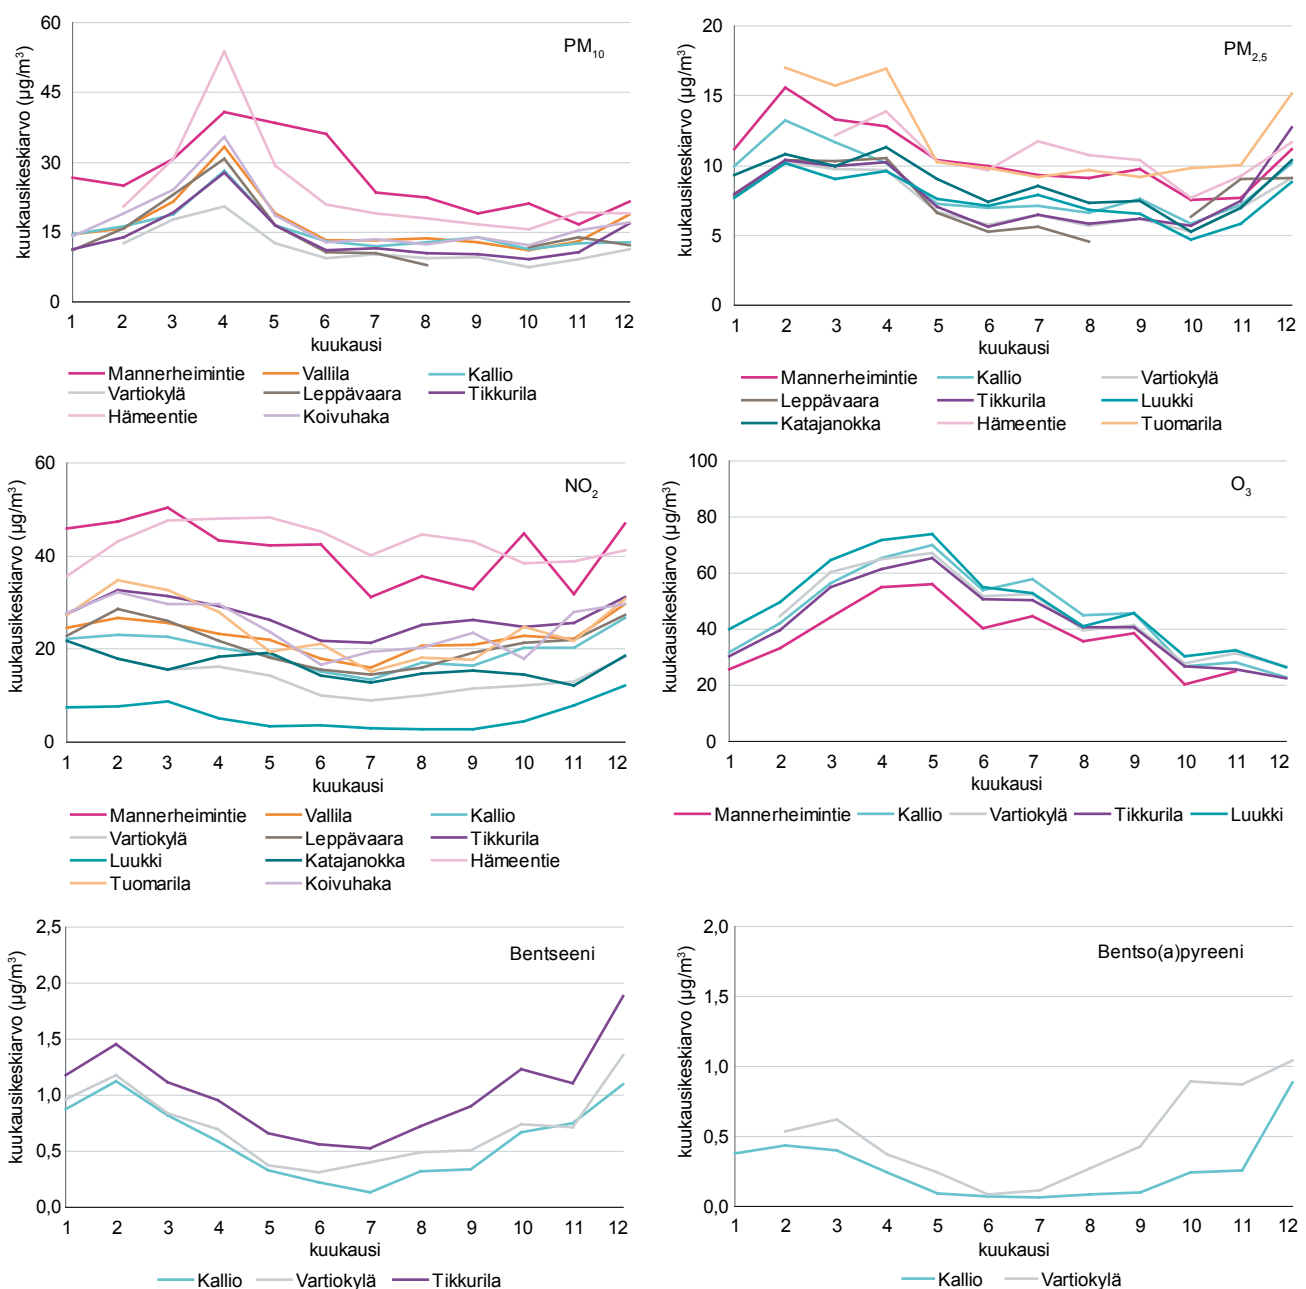 PM10
kuukausikeskiarvo (µg/m³)
60
45
30
15
0
1 2 3 4 5 6 7 8 9 10 11 12
kuukausi
Mannerheimintie Vallila Kallio
Vartiokylä Leppävaara Tikkurila
Hämeentie Koivuhaka
PM2,5
kuukausikeskiarvo (µg/m³)
20
15
10
5
0
1 2 3 4 5 6 7 8 9 10 11 12
kuukausi
Mannerheimintie Kallio Vartiokylä
Leppävaara Tikkurila Luukki
Katajanokka Hämeentie Tuomarila
NO2
kuukausikeskiarvo (µg/m³)
60
40
20
0
1 2 3 4 5 6 7 8 9 10 11 12
kuukausi
Mannerheimintie Vallila Kallio
Vartiokylä Leppävaara Tikkurila
Luukki Katajanokka Hämeentie
Tuomarila Koivuhaka
O3
kuukausikeskiarvo (µg/m³)
100
80
60
40
20
0
1 2 3 4 5 6 7 8 9 10 11 12
kuukausi
Mannerheimintie Kallio Vartiokylä Tikkurila Luukki
Bentseeni
kuukausikeskiarvo (µg/m³)
2,5
2,0
1,5
1,0
0,5
0,0
1 2 3 4 5 6 7 8 9 10 11 12
kuukausi
Kallio Vartiokylä Tikkurila
Bentso(a)pyreeni
kuukausikeskiarvo (µg/m³)
2,0
1,5
1,0
0,5
0,0
1 2 3 4 5 6 7 8 9 10 11 12
kuukausi
Kallio Vartiokylä